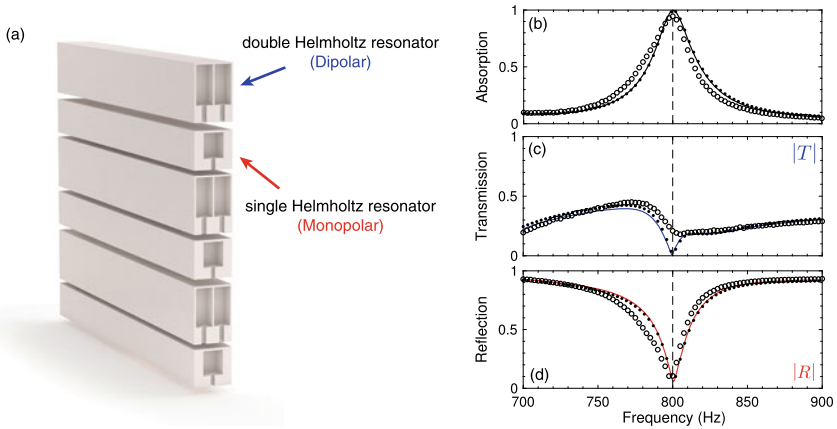 (a)
double Helmholtz resonator
(Dipolar)
single Helmholtz resonator
(Monopolar)
(b)
Absorption
1
0.5
0
(c)
|T|
Transmission
1
0.5
0
(d)
|R|
Reflection
1
0.5
0
700 750 800 850 900
Frequency (Hz)